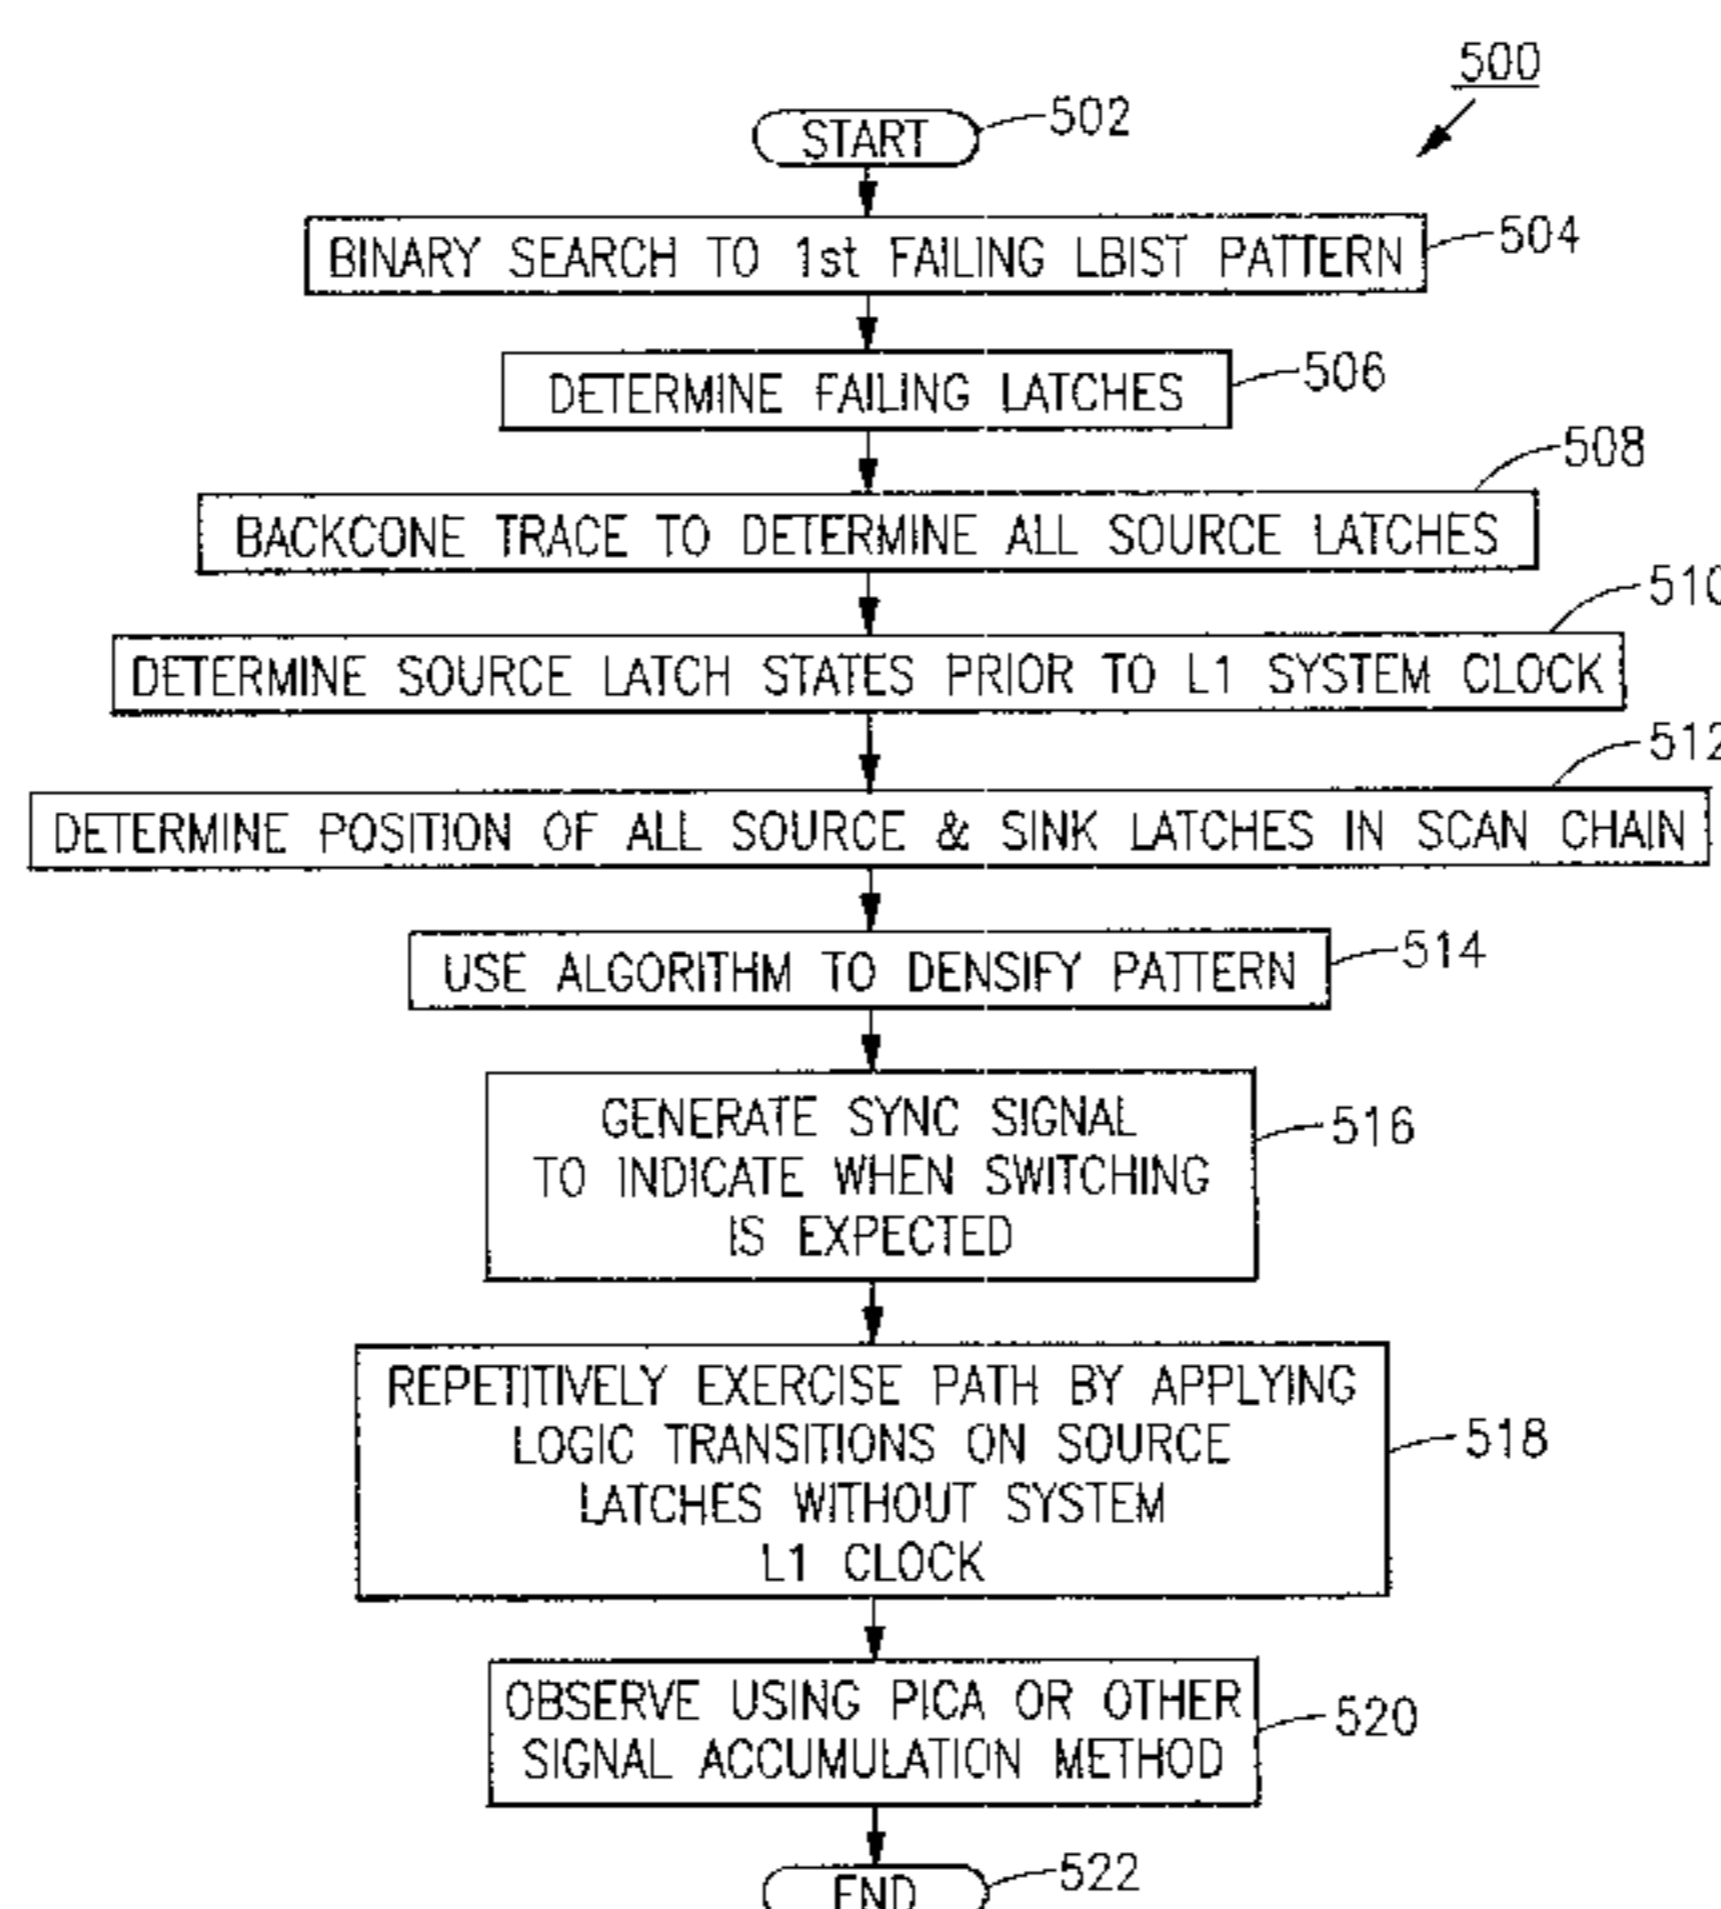 500
START
502
BINARY SEARCH TO 1st FAILING LBIST PATTERN
504
DETERMINE FAILING LATCHES
506
508
BACKCONE TRACE TO DETERMINE ALL SOURCE LATCHES
510
DETERMINE SOURCE LATCH STATES PRIOR TO L1 SYSTEM CLOCK
512
DETERMINE POSITION OF ALL SOURCE & SINK LATCHES IN SCAN CHAIN
USE ALGORITHM TO DENSIFY PATTERN
514
GENERATE SYNC SIGNAL
TO INDICATE WHEN SWITCHING
IS EXPECTED
516
REPETITIVELY EXERCISE PATH BY APPLYING
LOGIC TRANSITIONS ON SOURCE
LATCHES WITHOUT SYSTEM
L1 CLOCK
518
OBSERVE USING PICA OR OTHER
SIGNAL ACCUMULATION METHOD
520
END
522